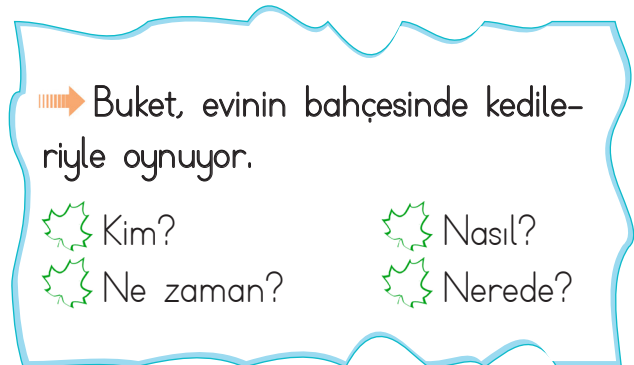 Buket, evinin bahçesinde kedile-
riyle oynuyor.
Kim? Nasıl?
Ne zaman? Nerede?